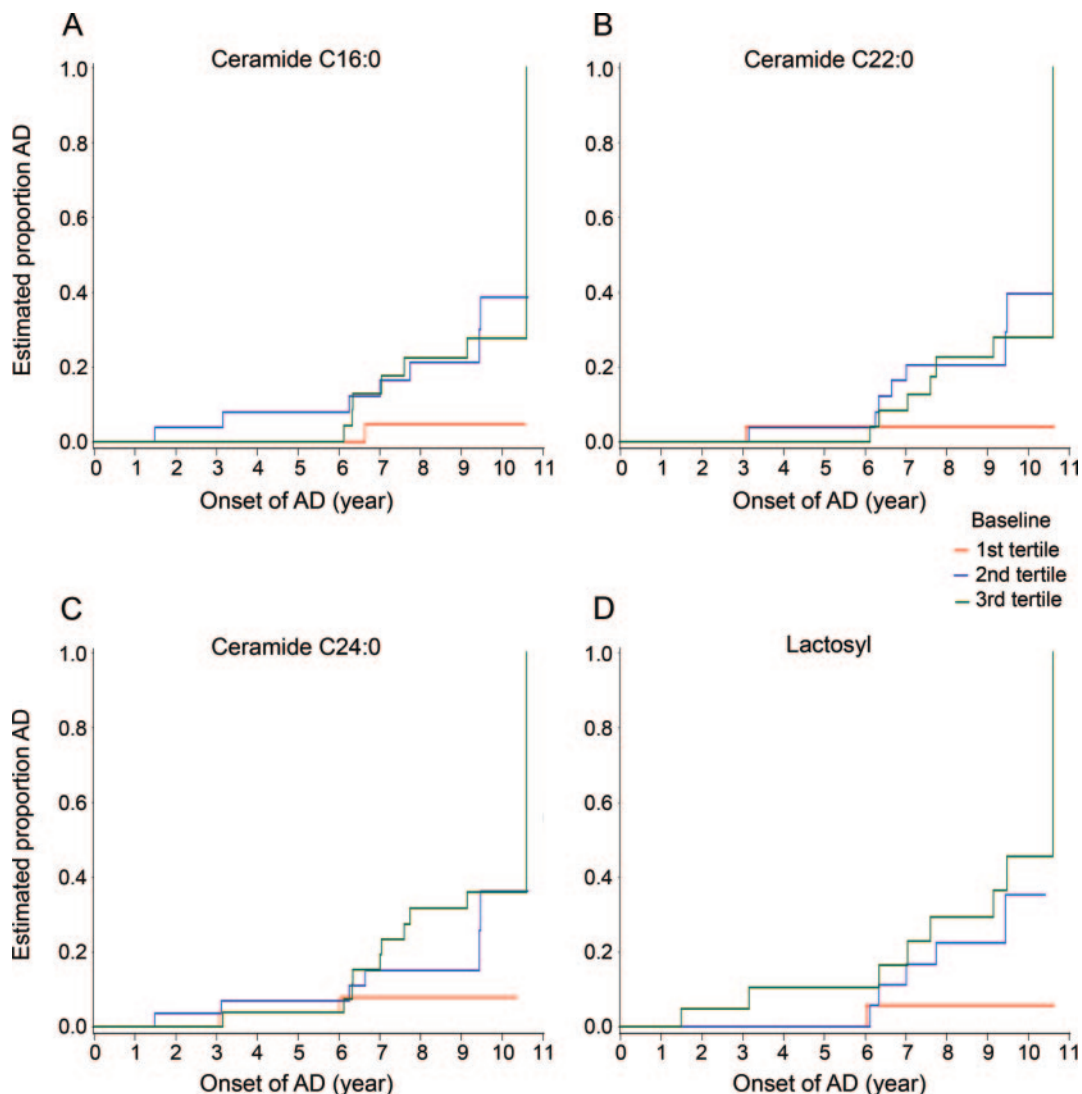 A
Ceramide C16:0
Estimated proportion AD
1.0
0.8
0.6
0.4
0.2
0.0
0 1 2 3 4 5 6 7 8 9 10 11
Onset of AD (year)
B
Ceramide C22:0
1.0
0.8
0.6
0.4
0.2
0.0
0 1 2 3 4 5 6 7 8 9 10 11
Onset of AD (year)
Baseline
1st tertile
2nd tertile
3rd tertile
C
Ceramide C24:0
Estimated proportion AD
1.0
0.8
0.6
0.4
0.2
0.0
0 1 2 3 4 5 6 7 8 9 10 11
Onset of AD (year)
D
Lactosyl
1.0
0.8
0.6
0.4
0.2
0.0
0 1 2 3 4 5 6 7 8 9 10 11
Onset of AD (year)